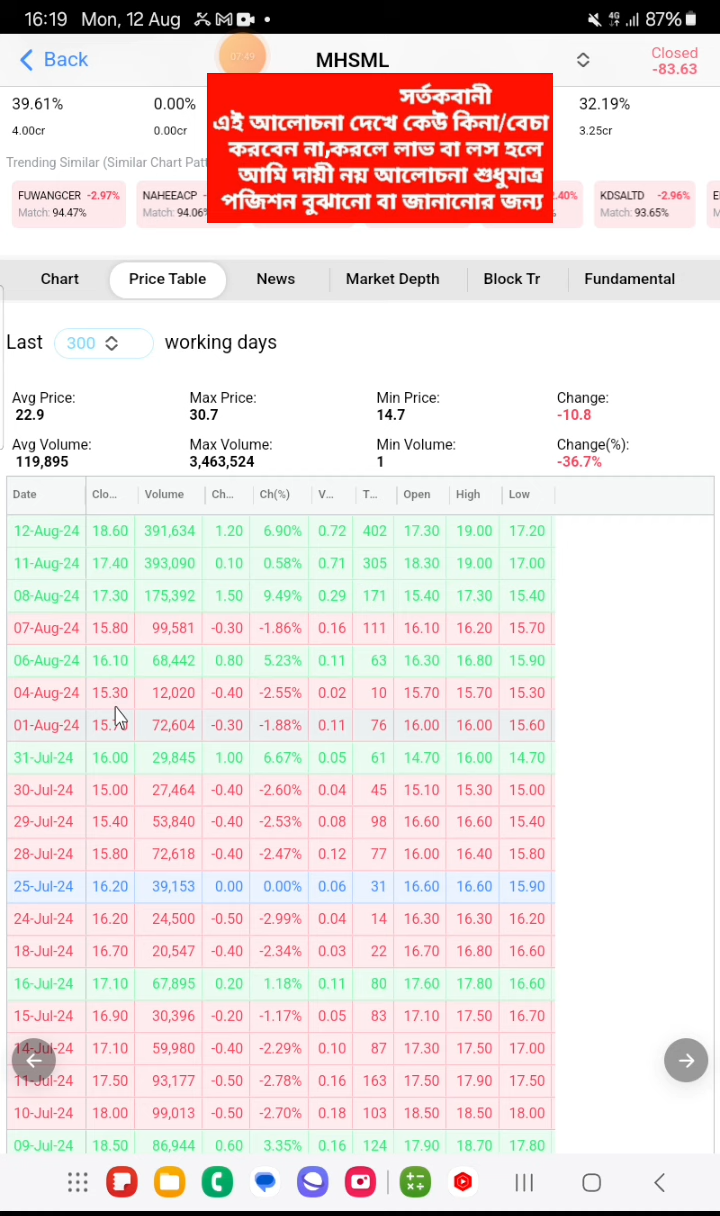 16:19 Mon, 12 Aug 4G 87%
Back MHSML Closed
-83.63
39.61% 0.00% 32.19%
4.00cr 0.00cr 3.25cr
সর্তকবানী
এই আলোচনা দেখে কেউ কিনা/বেচা
করবেন না,করলে লাভ বা লস হলে
আমি দায়ী নয় আলোচনা শুধুমাত্র
পজিশন বুঝানো বা জানানোর জন্য
Trending Similar (Similar Chart Patt
FUWANGCER -2.97% NAHEEACP .40% KDSALTD -2.96%
Match: 94.47% Match: 94.06% Match: 93.65%
Chart Price Table News Market Depth Block Tr Fundamental
Last 300 working days
Avg Price: Max Price: Min Price: Change:
22.9 30.7 14.7 -10.8
Avg Volume: Max Volume: Min Volume: Change(%):
119,895 3,463,524 1 -36.7%
Date Clo... Volume Ch... Ch(%) V... T... Open High Low
12-Aug-24 18.60 391,634 1.20 6.90% 0.72 402 17.30 19.00 17.20
11-Aug-24 17.40 393,090 0.10 0.58% 0.71 305 18.30 19.00 17.00
08-Aug-24 17.30 175,392 1.50 9.49% 0.29 171 15.40 17.30 15.40
07-Aug-24 15.80 99,581 -0.30 -1.86% 0.16 111 16.10 16.20 15.70
06-Aug-24 16.10 68,442 0.80 5.23% 0.11 63 16.30 16.80 15.90
04-Aug-24 15.30 12,020 -0.40 -2.55% 0.02 10 15.70 15.70 15.30
01-Aug-24 72,604 -0.30 -1.88% 0.11 76 16.00 16.00 15.60
31-Jul-24 16.00 29,845 1.00 6.67% 0.05 61 14.70 16.00 14.70
30-Jul-24 15.00 27,464 -0.40 -2.60% 0.04 45 15.10 15.30 15.00
29-Jul-24 15.40 53,840 -0.40 -2.53% 0.08 98 16.60 16.60 15.40
28-Jul-24 15.80 72,618 -0.40 -2.47% 0.12 77 16.00 16.40 15.80
25-Jul-24 16.20 39,153 0.00 0.00% 0.06 31 16.60 16.60 15.90
24-Jul-24 16.20 24,500 -0.50 -2.99% 0.04 14 16.30 16.30 16.20
18-Jul-24 16.70 20,547 -0.40 -2.34% 0.03 22 16.70 16.80 16.60
16-Jul-24 17.10 67,895 0.20 1.18% 0.11 80 17.60 17.80 16.60
15-Jul-24 16.90 30,396 -0.20 -1.17% 0.05 83 17.10 17.50 16.70
14-Jul-24 17.10 59,980 -0.40 -2.29% 0.10 87 17.30 17.50 17.00
11-Jul-24 17.50 93,177 -0.50 -2.78% 0.16 163 17.50 17.90 17.50
10-Jul-24 18.00 99,013 -0.50 -2.70% 0.18 103 18.50 18.50 18.00
09-Jul-24 18.50 86,944 0.60 3.35% 0.16 124 17.90 18.70 17.80